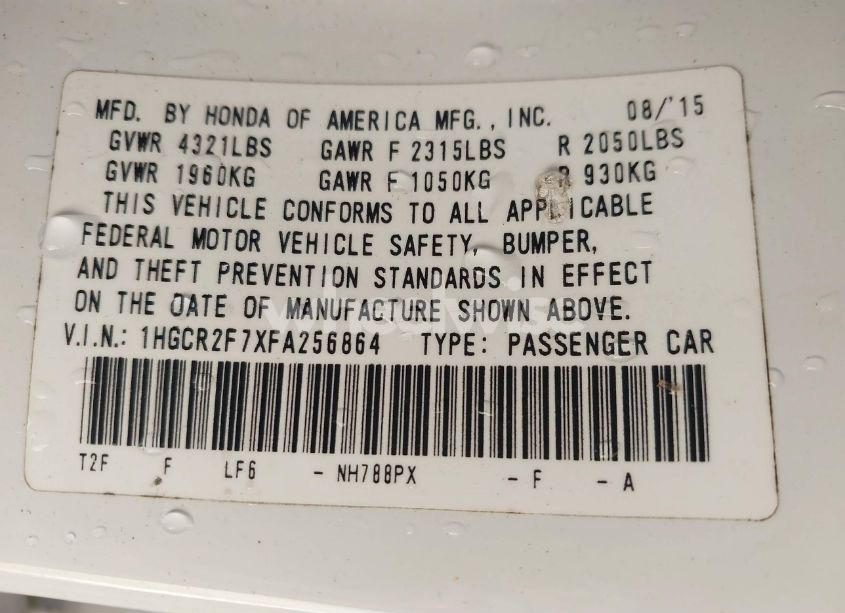 MFD. BY HONDA OF AMERICA MFG., INC. 08/'15
GVWR 4321LBS GAWR F 2315LBS R 2050LBS
GVWR 1960KG GAWR F 1050KG R 930KG
THIS VEHICLE CONFORMS TO ALL APPLICABLE
FEDERAL MOTOR VEHICLE SAFETY, BUMPER,
AND THEFT PREVENTION STANDARDS IN EFFECT
ON THE DATE OF MANUFACTURE SHOWN ABOVE.
V.I.N.: 1HGCR2F7XFA256864 TYPE: PASSENGER CAR
T2F F LF6 - NH788PX - F - A